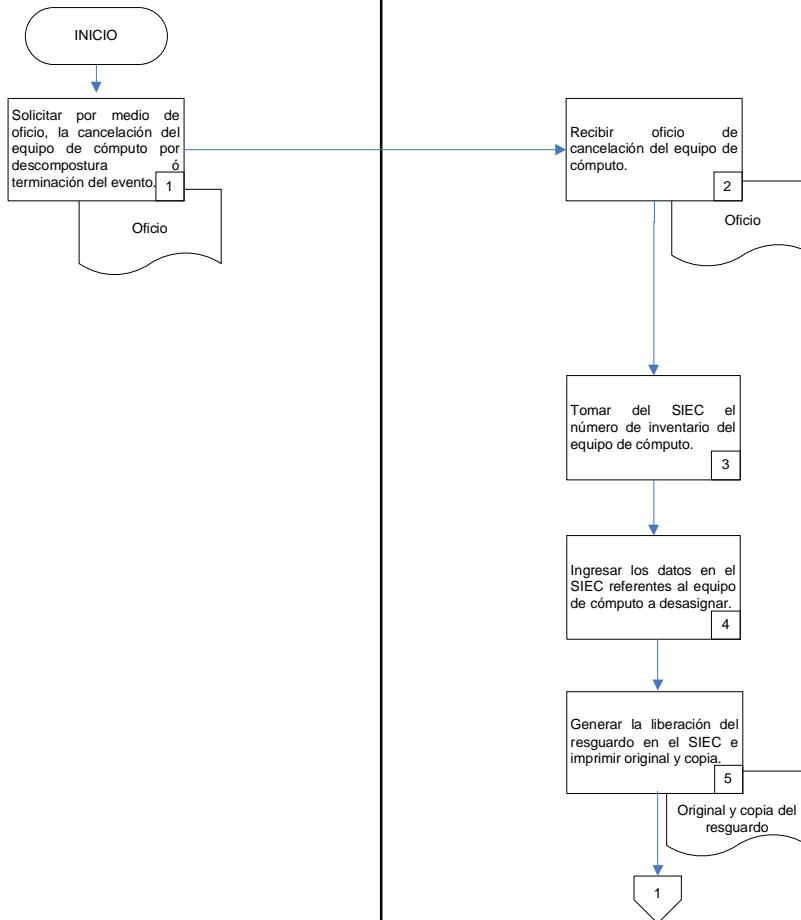 INICIO
Solicitar por medio de
oficio, la cancelación del
equipo de cómputo por
descompostura ó
terminación del evento.
1
Oficio
Recibir oficio de
cancelación del equipo de
cómputo.
2
Oficio
Tomar del SIEC el
número de inventario del
equipo de cómputo.
3
Ingresar los datos en el
SIEC referentes al equipo
de cómputo a desasignar.
4
Generar la liberación del
resguardo en el SIEC e
imprimir original y copia.
5
Original y copia del
resguardo
1